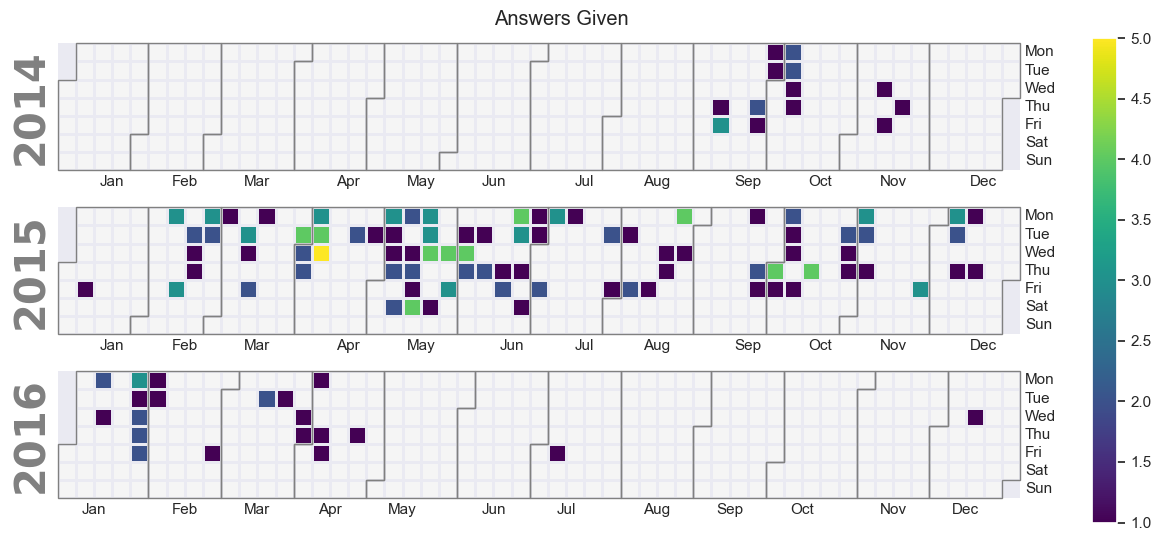 Answers Given
2014
Mon
Tue
Wed
Thu
Fri
Sat
Sun
Jan Feb Mar Apr May Jun Jul Aug Sep Oct Nov Dec
2015
Mon
Tue
Wed
Thu
Fri
Sat
Sun
Jan Feb Mar Apr May Jun Jul Aug Sep Oct Nov Dec
2016
Mon
Tue
Wed
Thu
Fri
Sat
Sun
Jan Feb Mar Apr May Jun Jul Aug Sep Oct Nov Dec
5.0
4.5
4.0
3.5
3.0
2.5
2.0
1.5
1.0